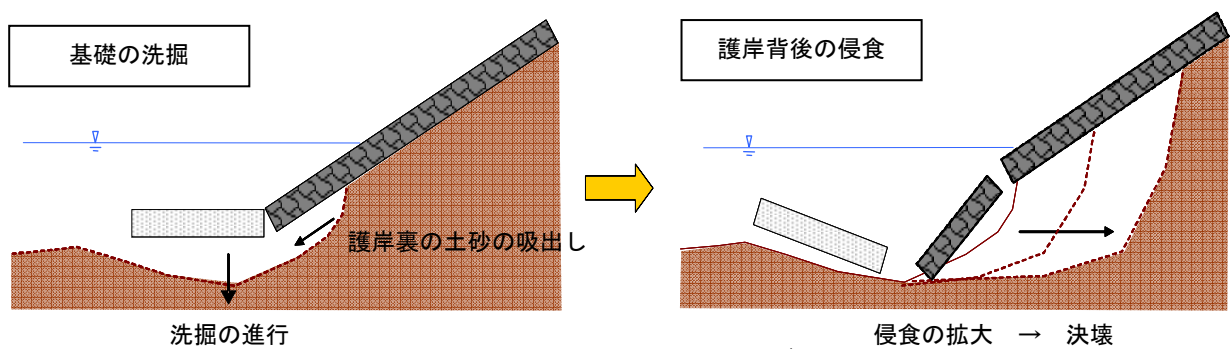 基礎の洗掘
護岸背後の侵食
護岸裏の土砂の吸出し
洗掘の進行
侵食の拡大 → 決壊